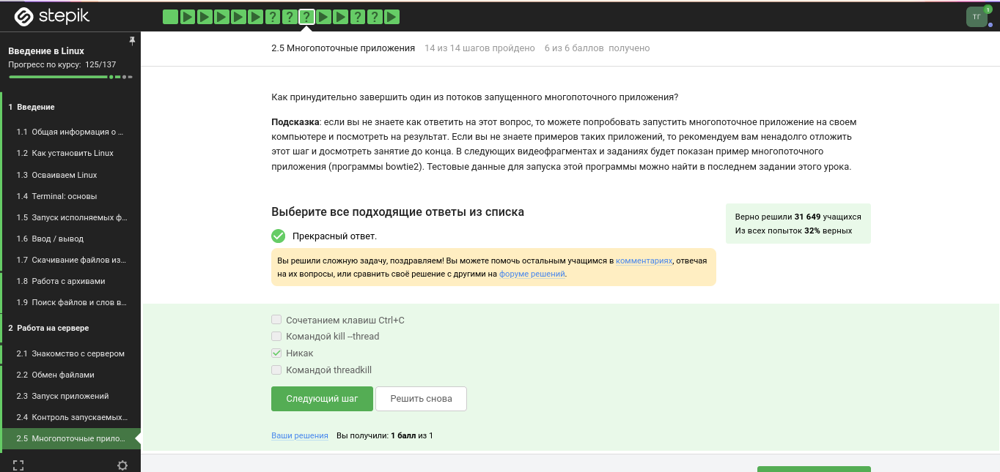 stepik
? ? ? ? ?
ТГ
1
Введение в Linux
Прогресс по курсу: 125/137
1 Введение
1.1 Общая информация о ...
1.2 Как установить Linux
1.3 Осваиваем Linux
1.4 Terminal: основы
1.5 Запуск исполняемых ф...
1.6 Ввод / вывод
1.7 Скачивание файлов из...
1.8 Работа с архивами
1.9 Поиск файлов и слов в...
2 Работа на сервере
2.1 Знакомство с сервером
2.2 Обмен файлами
2.3 Запуск приложений
2.4 Контроль запускаемых...
2.5 Многопоточные прило...
2.5 Многопоточные приложения 14 из 14 шагов пройдено 6 из 6 баллов получено
Как принудительно завершить один из потоков запущенного многопоточного приложения?
Подсказка: если вы не знаете как ответить на этот вопрос, то можете попробовать запустить многопоточное приложение на своем
компьютере и посмотреть на результат. Если вы не знаете примеров таких приложений, то рекомендуем вам ненадолго отложить
этот шаг и досмотреть занятие до конца. В следующих видеофрагментах и заданиях будет показан пример многопоточного
приложения (программы bowtie2). Тестовые данные для запуска этой программы можно найти в последнем задании этого урока.
Выберите все подходящие ответы из списка
Прекрасный ответ.
Вы решили сложную задачу, поздравляем! Вы можете помочь остальным учащимся в комментариях, отвечая
на их вопросы, или сравнить своё решение с другими на форуме решений.
Верно решили 31 649 учащихся
Из всех попыток 32% верных
Сочетанием клавиш Ctrl+C
Командой kill --thread
Никак
Командой threadkill
Следующий шаг Решить снова
Ваши решения Вы получили: 1 балл из 1